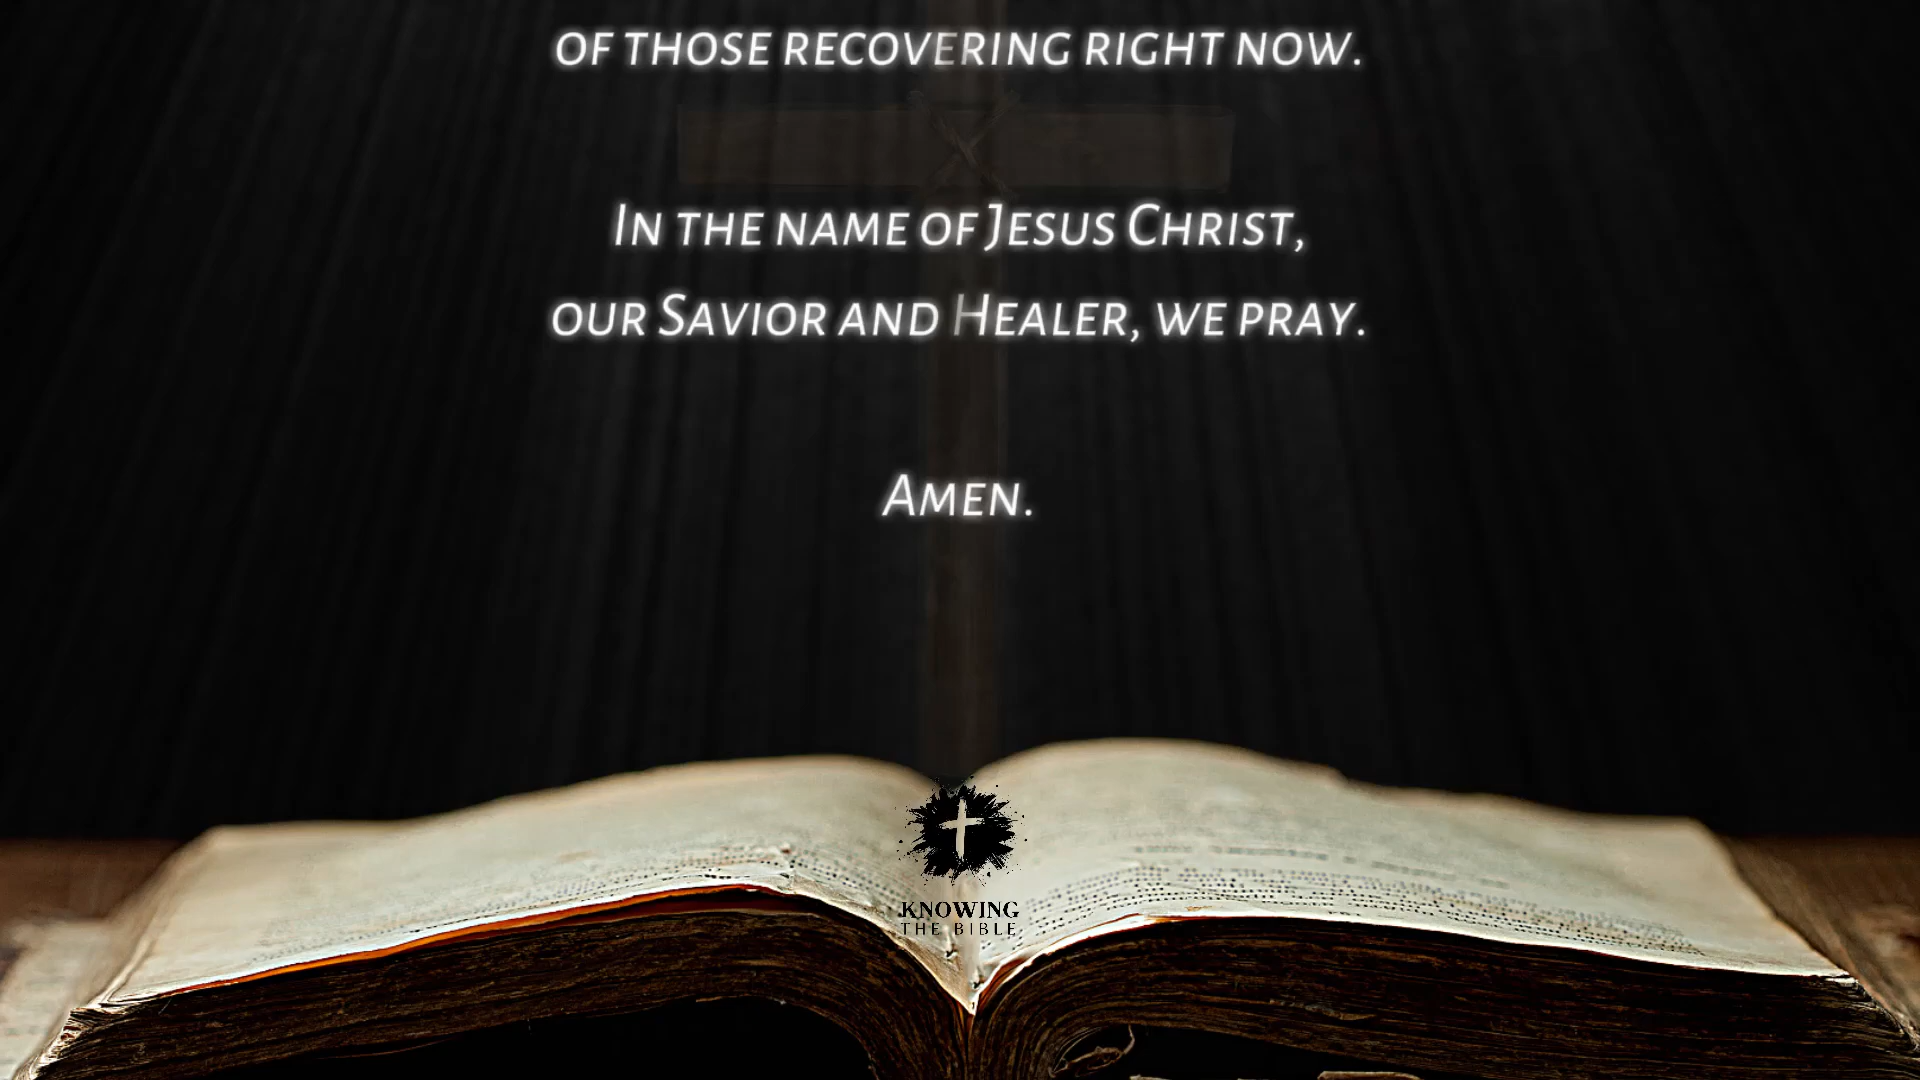 OF THOSE RECOVERING RIGHT NOW.
IN THE NAME OF JESUS CHRIST,
OUR SAVIOR AND HEALER, WE PRAY.
AMEN.
KNOWING
THE BIBLE